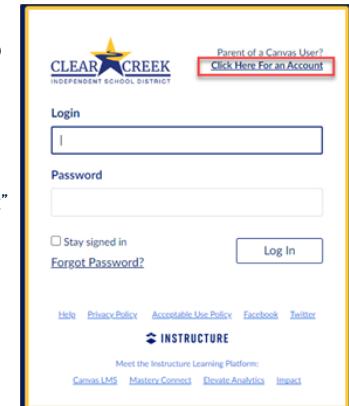 Parent of a Canvas User?
Click Here For an Account
CLEAR CREEK
INDEPENDENT SCHOOL DISTRICT
Login
Password
”
Stay signed in
Log In
Forgot Password?
Help Privacy Policy Acceptable Use Policy Facebook Twitter
INSTRUCTURE
Meet the Instructure Learning Platform:
Canvas LMS Mastery Connect Elevate Analytics Impact